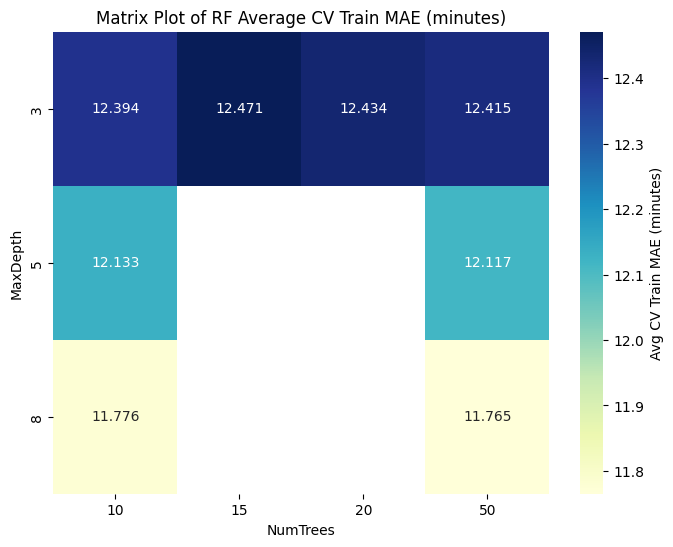 Matrix Plot of RF Average CV Train MAE (minutes)
MaxDepth
3
12.394 12.471 12.434 12.415
5
12.133 12.117
8
11.776 11.765
10 15 20 50
NumTrees
12.4
12.3
12.2
12.1
12.0
11.9
11.8
Avg CV Train MAE (minutes)